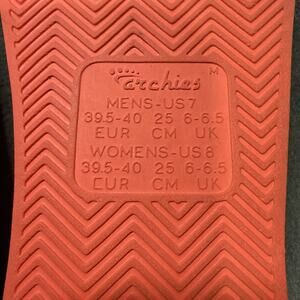 archies M
MENS-US7
39.5-40 25 6-6.5
EUR CM UK
WOMENS-US8
39.5-40 25 6-6.5
EUR CM UK